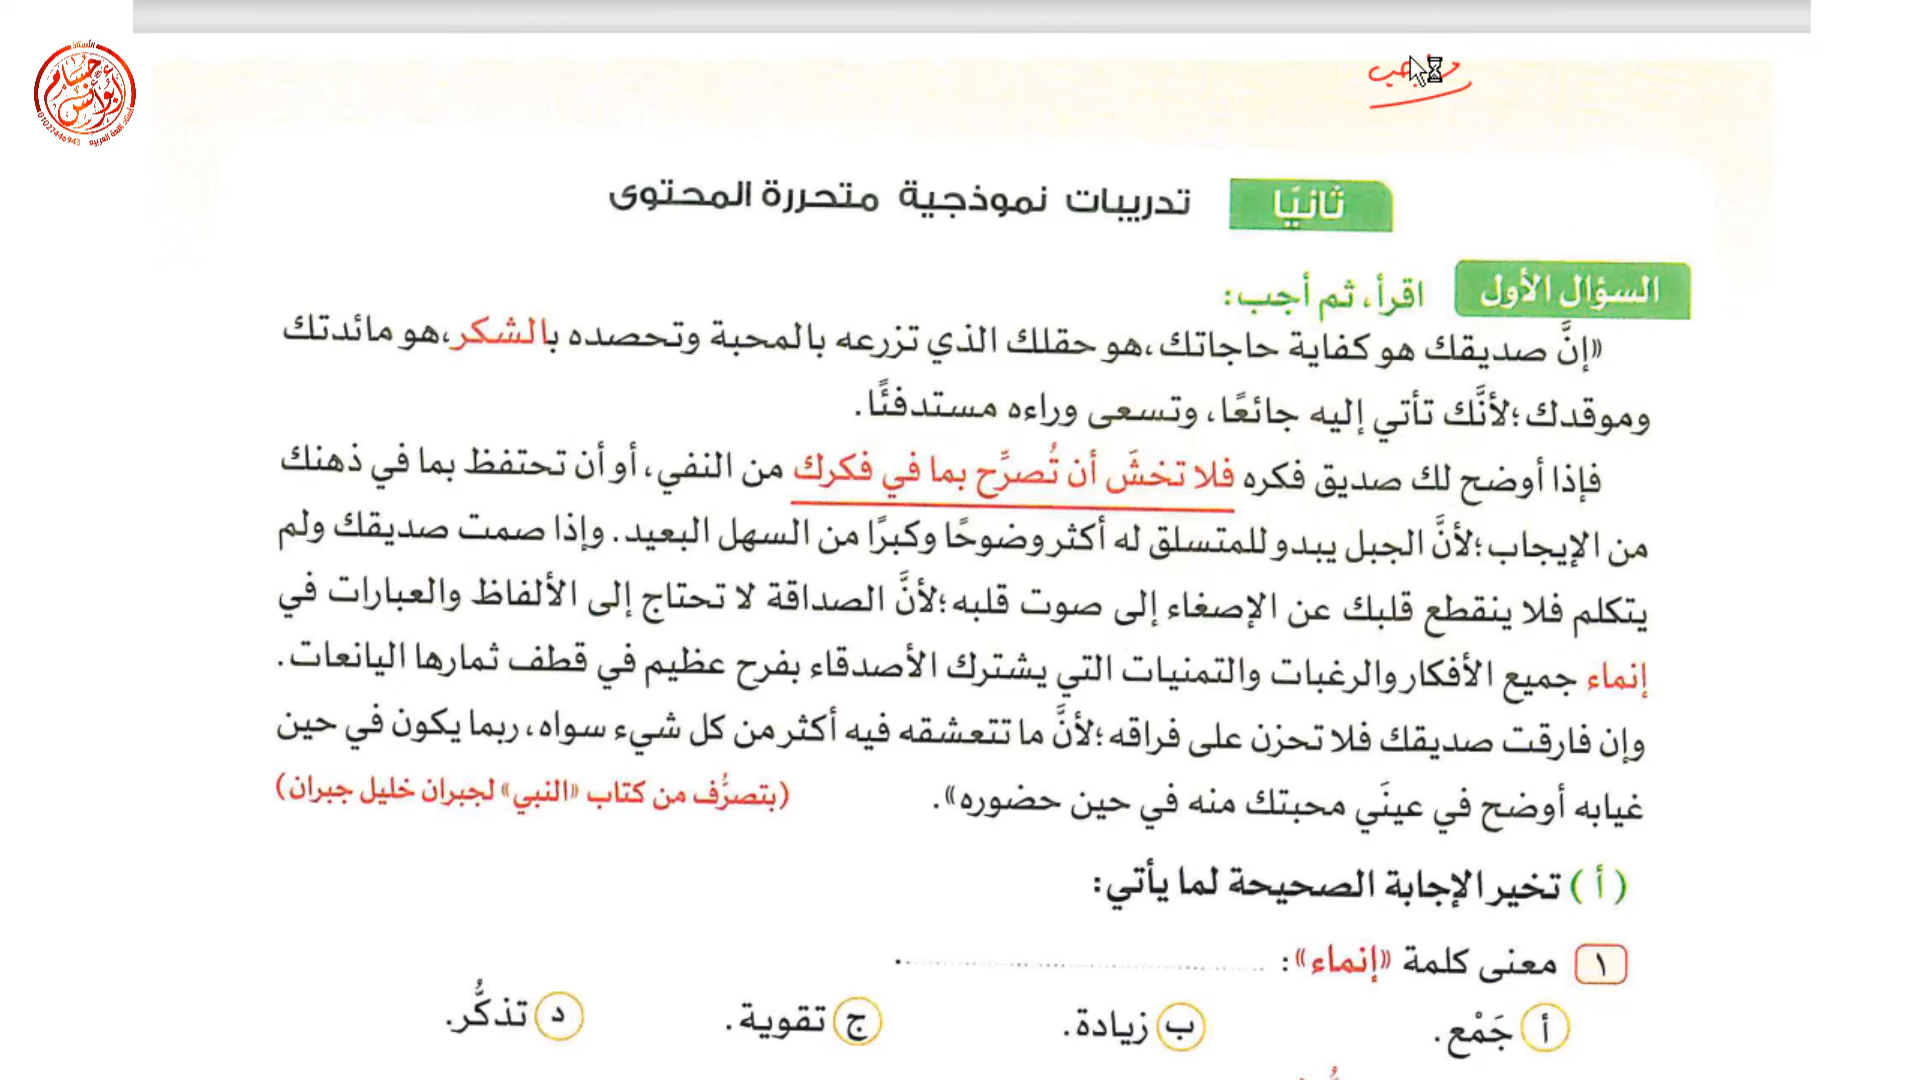 واجب
الأستاذ
حسام أبو أنس
01027446943
ثانيًا تدريبات نموذجية متحررة المحتوى
السؤال الأول اقرأ، ثم أجب:
«إنَّ صديقك هو كفاية حاجاتك،هو حقلك الذي تزرعه بالمحبة وتحصده بالشكر،هو مائدتك
وموقدك؛لأنَّك تأتي إليه جائعًا، وتسعى وراءه مستدفئًا.
فإذا أوضح لك صديق فكره فلا تخشَ أن تُصرِّح بما في فكرك من النفي، أو أن تحتفظ بما في ذهنك
من الإيجاب؛لأنَّ الجبل يبدو للمتسلق له أكثر وضوحًا وكبرًا من السهل البعيد. وإذا صمت صديقك ولم
يتكلم فلا ينقطع قلبك عن الإصغاء إلى صوت قلبه؛لأنَّ الصداقة لا تحتاج إلى الألفاظ والعبارات في
إنماء جميع الأفكار والرغبات والتمنيات التي يشترك الأصدقاء بفرح عظيم في قطف ثمارها اليانعات.
وإن فارقت صديقك فلا تحزن على فراقه؛لأنَّ ما تتعشقه فيه أكثر من كل شيء سواه، ربما يكون في حين
غيابه أوضح في عينَي محبتك منه في حين حضوره». (بتصرُّف من كتاب «النبي» لجبران خليل جبران)
(أ) تخير الإجابة الصحيحة لما يأتي:
١ معنى كلمة «إنماء»: ................................ .
أ جَمْع. ب زيادة. ج تقوية. د تذكُّر.